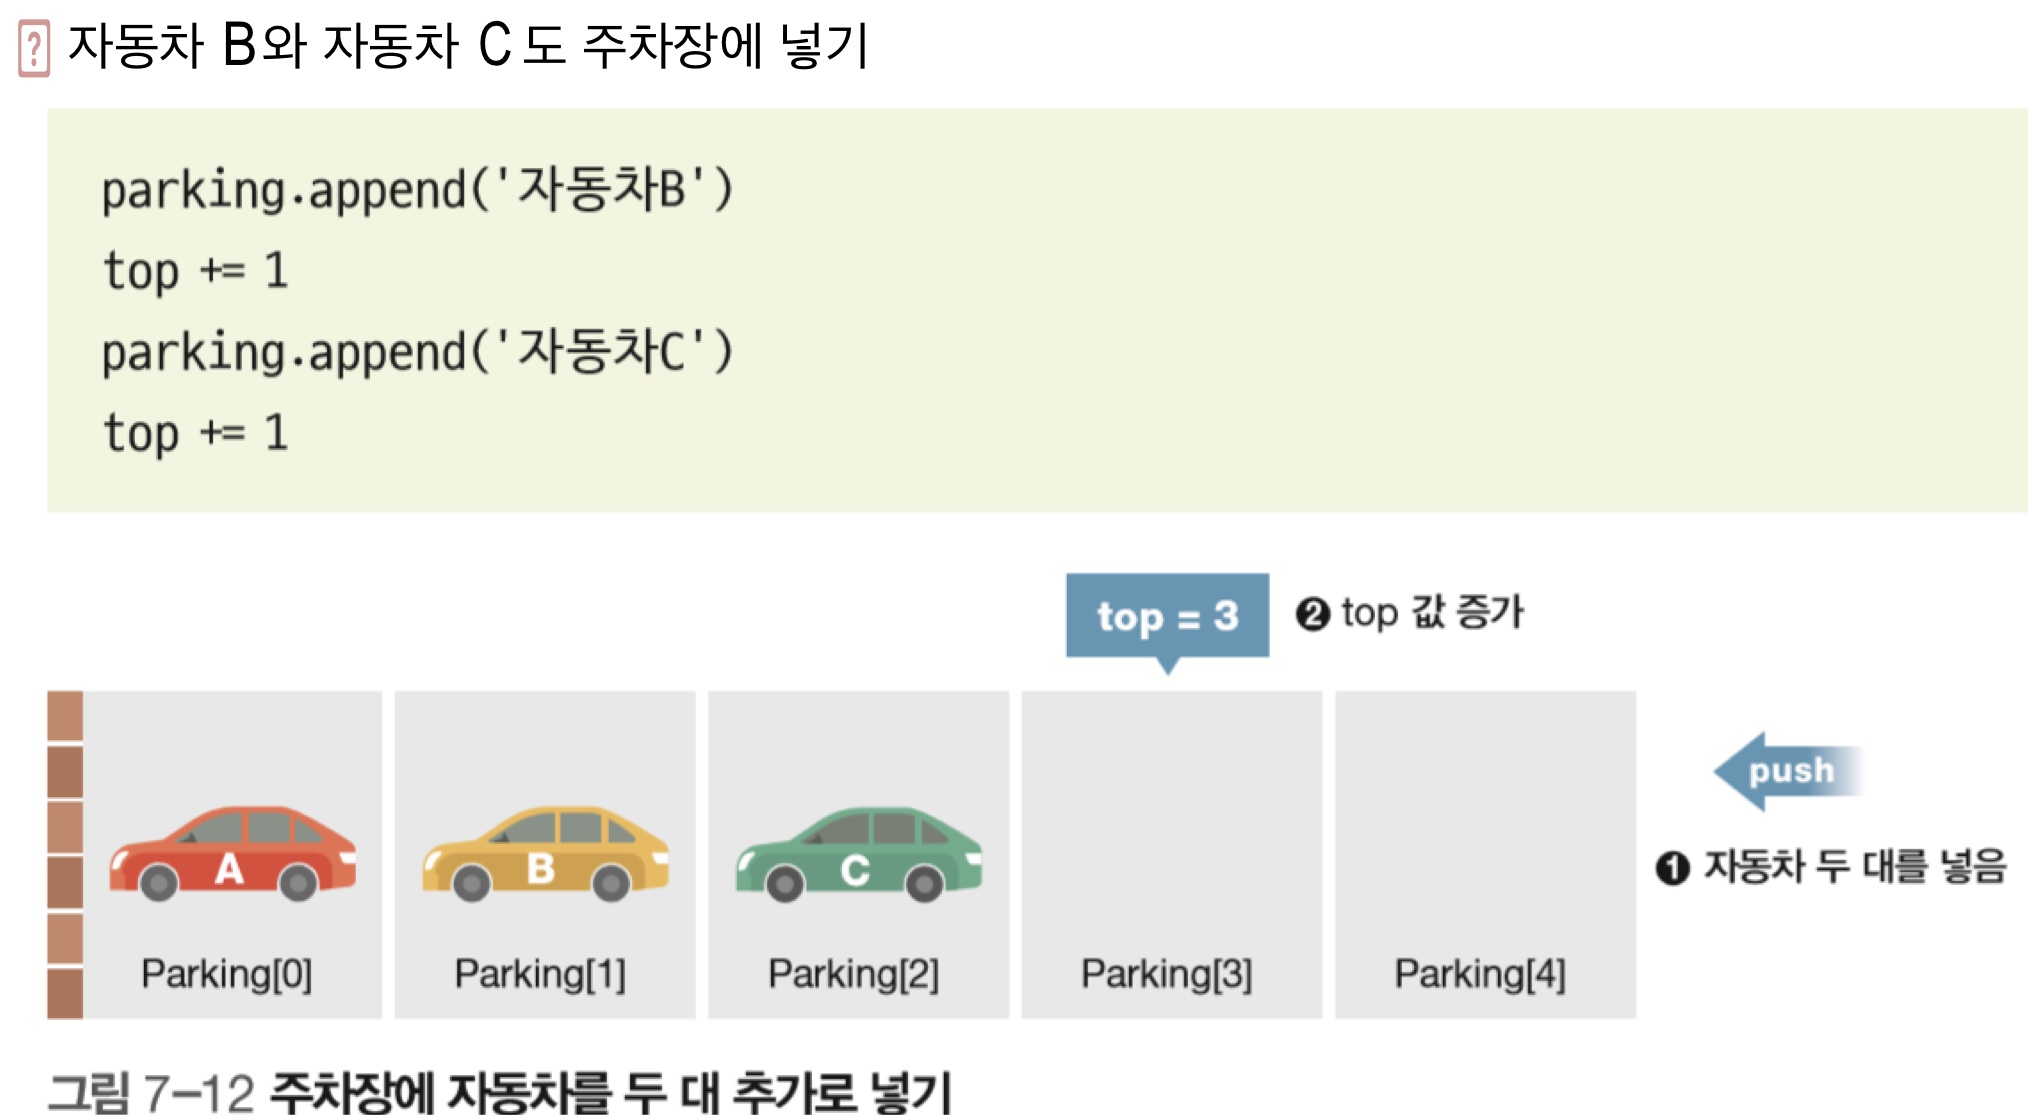 자동차 B와 자동차 C도 주차장에 넣기
parking.append('자동차B')
top += 1
parking.append('자동차C')
top += 1
top = 3 ❷ top 값 증가
push
❶ 자동차 두 대를 넣음
A B C
Parking[0] Parking[1] Parking[2] Parking[3] Parking[4]
그림 7-12 주차장에 자동차를 두 대 추가로 넣기